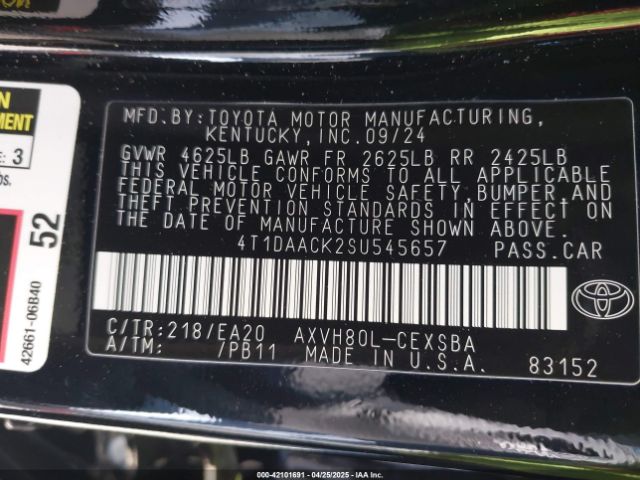 MFD.BY: TOYOTA MOTOR MANUFACTURING,
KENTUCKY, INC. 09/24
GVWR 4625LB GAWR FR 2625LB RR 2425LB
THIS VEHICLE CONFORMS TO ALL APPLICABLE
FEDERAL MOTOR VEHICLE SAFETY, BUMPER, AND
THEFT PREVENTION STANDARDS IN EFFECT ON
THE DATE OF MANUFACTURE SHOWN ABOVE.
4T1DAACK2SU545657 PASS.CAR
C/TR: 218/EA20 AXVH80L-CEXSBA
A/TM: /PB11 MADE IN U.S.A. 83152
3
52
42661-06B40
000-42101691 - 04/25/2025 - IAAI.COM